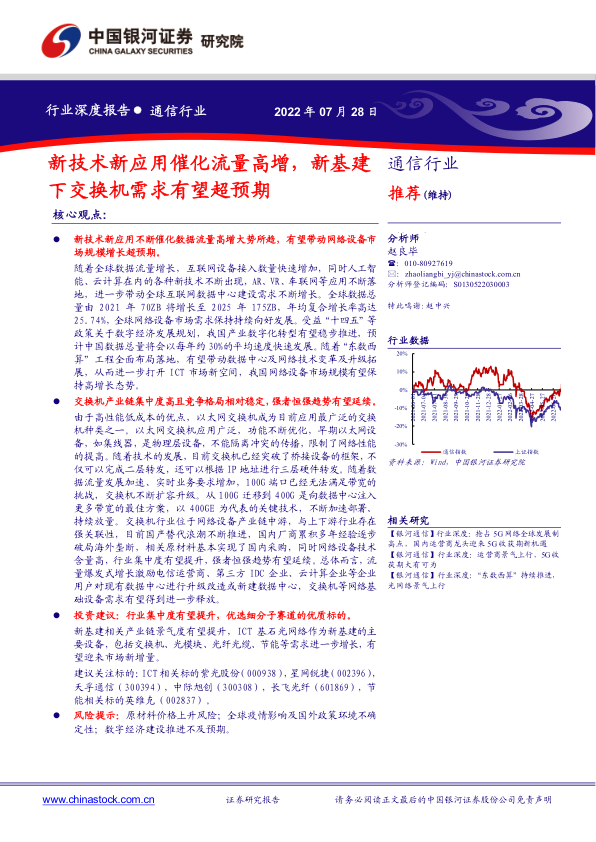 中国银河证券 研究院
CHINA GALAXY SECURITIES
行业深度报告● 通信行业
2022 年 07 月 28 日
新技术新应用催化流量高增，新基建
下交换机需求有望超预期
核心观点：
● 新技术新应用不断催化数据流量高增大势所趋，有望带动网络设备市
场规模增长超预期。
随着全球数据流量增长，互联网设备接入数量快速增加，同时人工智
能、云计算在内的各种新技术不断出现，AR、VR、车联网等应用不断落
地，进一步带动全球互联网数据中心建设需求不断增长。全球数据总
量由 2021 年 70ZB 将增长至 2025 年 175ZB，年均复合增长率高达
25.74%，全球网络设备市场需求保持持续向好发展。受益“十四五”等
政策关于数字经济发展规划，我国产业数字化转型有望稳步推进，预
计中国数据总量将会以每年约 30%的平均速度快速发展。随着“东数西
算”工程全面布局落地，有望带动数据中心及网络技术变革及升级拓
展，从而进一步打开 ICT 市场新空间，我国网络设备市场规模有望保
持高增长态势。
● 交换机产业链集中度高且竞争格局相对稳定，强者恒强趋势有望延续。
由于高性能低成本的优点，以太网交换机成为目前应用最广泛的交换
机种类之一。以太网交换机应用广泛，功能不断优化。早期以太网设
备，如集线器，是物理层设备，不能隔离冲突的传播，限制了网络性能
的提高。随着技术的发展，目前交换机已经突破了桥接设备的框架，不
仅可以完成二层转发，还可以根据 IP 地址进行三层硬件转发。随着数
据流量发展加速、实时业务要求增加、100G 端口已经无法满足带宽的
挑战，交换机不断扩容升级。从 100G 迁移到 400G 是向数据中心注入
更多带宽的最佳方案，以 400GE 为代表的关键技术，不断加速部署、
持续放量。交换机行业位于网络设备产业链中游，与上下游行业存在
强关联性，目前国产替代浪潮不断推进，国内厂商累积多年经验逐步
破局海外垄断，相关原材料基本实现了国内采购，同时网络设备技术
含量高，行业集中度有望提升，强者恒强趋势有望延续。总体而言，流
量爆发式增长激励电信运营商、第三方 IDC 企业、云计算企业等企业
用户对现有数据中心进行升级改造或新建数据中心，交换机等网络基
础设备需求有望得到进一步释放。
● 投资建议：行业集中度有望提升，优选细分子赛道的优质标的。
新基建相关产业链景气度有望提升，ICT 基石光网络作为新基建的主
要设备，包括交换机、光模块、光纤光缆、节能等需求进一步增长，有
望迎来市场新增量。
建议关注标的：ICT相关标的紫光股份(000938)，星网锐捷(002396)，
天孚通信（300394），中际旭创（300308），长飞光纤（601869），节
能相关标的英维克（002837）。
● 风险提示：原材料价格上升风险；全球疫情影响及国外政策环境不确
定性；数字经济建设推进不及预期。
通信行业
推荐(维持)
分析师
赵良毕
☎：010-80927619
✉：zhaoliangbi_yj@chinastock.com.cn
分析师登记编码：S0130522030003
特此鸣谢:赵中兴
行业数据
20%
10%
0%
-10%
-20%
-30%
通信指数 上证指数
资料来源：Wind，中国银河证券研究院
相关研究
【银河通信】行业深度：抢占 5G网络全球发展制
高点，国内运营商龙头迎来5G收获期新机遇
【银河通信】行业深度：运营商景气上行，5G收
获期大有可为
【银河通信】行业深度：“东数西算”持续推进，
光网络景气上行
www.chinastock.com.cn
证券研究报告
请务必阅读正文最后的中国银河证券股份公司免责声明